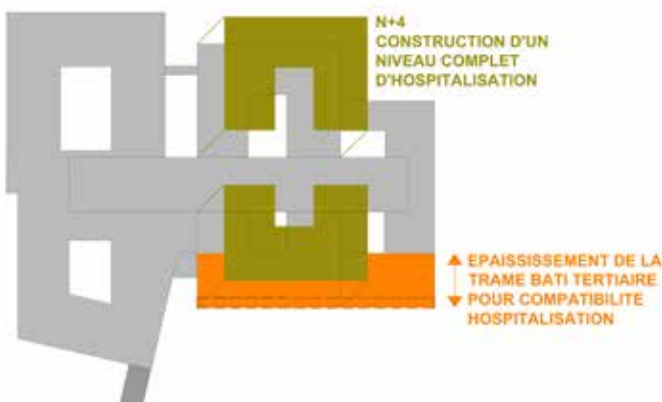 N+4
CONSTRUCTION D'UN
NIVEAU COMPLET
D'HOSPITALISATION
EPAISSISSEMENT DE LA
TRAME BATI TERTIAIRE
POUR COMPATIBILITE
HOSPITALISATION